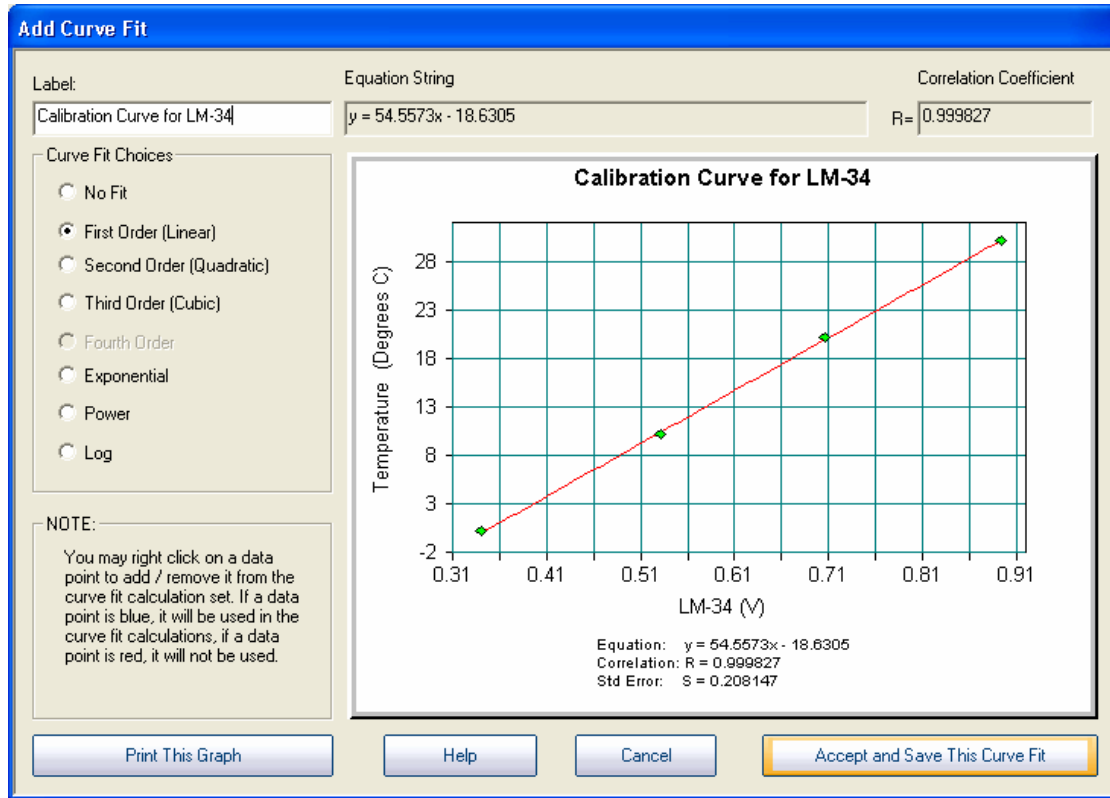 Add Curve Fit
Label:
Equation String
Correlation Coefficient
Calibration Curve for LM-34
y = 54.5573x - 18.6305
R= 0.999827
Curve Fit Choices
No Fit
First Order (Linear)
Second Order (Quadratic)
Third Order (Cubic)
Fourth Order
Exponential
Power
Log
NOTE:
You may right click on a data
point to add / remove it from the
curve fit calculation set. If a data
point is blue, it will be used in the
curve fit calculations, if a data
point is red, it will not be used.
Calibration Curve for LM-34
Temperature (Degrees C)
28
23
18
13
8
3
-2
0.31 0.41 0.51 0.61 0.71 0.81 0.91
LM-34 (V)
Equation: y = 54.5573x - 18.6305
Correlation: R = 0.999827
Std Error: S = 0.208147
Print This Graph
Help
Cancel
Accept and Save This Curve Fit